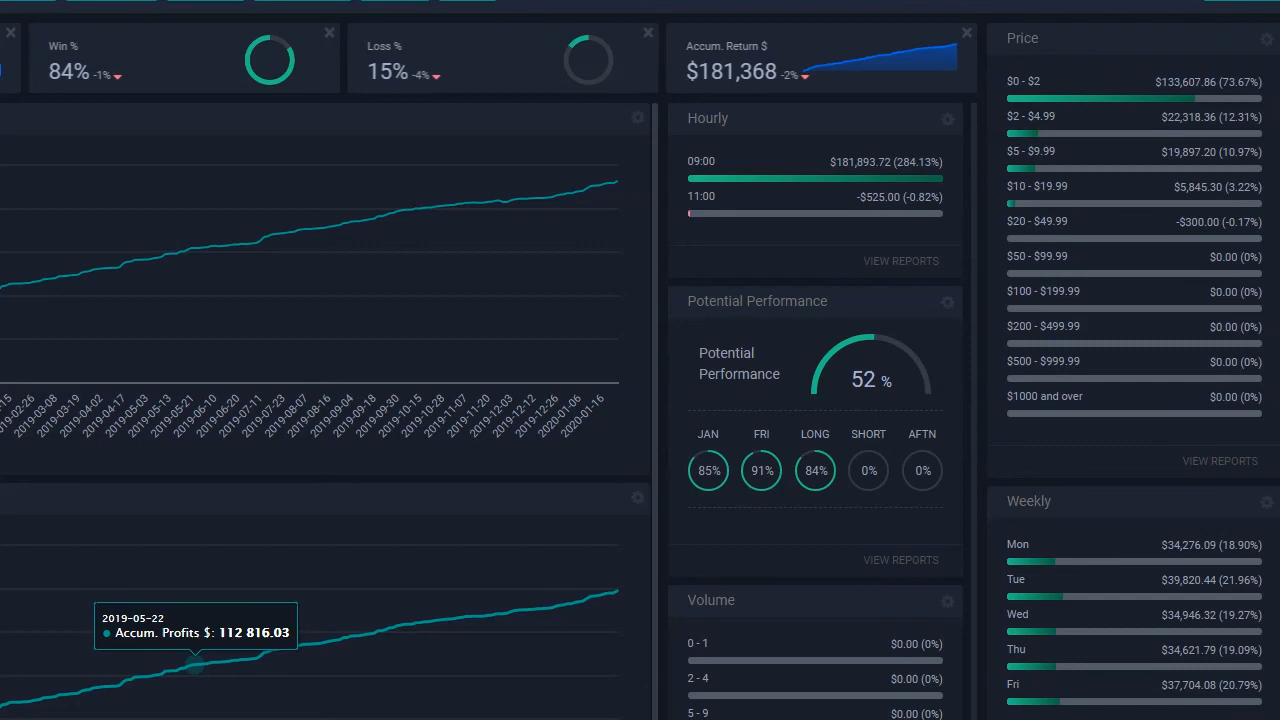 Win %
84% -1%
Loss %
15% -4%
Accum. Return $
$181,368 -2%
Hourly
09:00 $181,893.72 (284.13%)
11:00 -$525.00 (-0.82%)
VIEW REPORTS
Potential Performance
Potential
Performance
52 %
JAN FRI LONG SHORT AFTN
85% 91% 84% 0% 0%
VIEW REPORTS
Volume
0 - 1 $0.00 (0%)
2 - 4 $0.00 (0%)
5 - 9 $0.00 (0%)
Price
$0 - $2 $133,607.86 (73.67%)
$2 - $4.99 $22,318.36 (12.31%)
$5 - $9.99 $19,897.20 (10.97%)
$10 - $19.99 $5,845.30 (3.22%)
$20 - $49.99 -$300.00 (-0.17%)
$50 - $99.99 $0.00 (0%)
$100 - $199.99 $0.00 (0%)
$200 - $499.99 $0.00 (0%)
$500 - $999.99 $0.00 (0%)
$1000 and over $0.00 (0%)
VIEW REPORTS
Weekly
Mon $34,276.09 (18.90%)
Tue $39,820.44 (21.96%)
Wed $34,946.32 (19.27%)
Thu $34,621.79 (19.09%)
Fri $37,704.08 (20.79%)
2019-02-26 2019-03-08 2019-03-19 2019-04-02 2019-05-03 2019-05-13 2019-05-21 2019-06-10 2019-06-20 2019-07-11 2019-07-23 2019-08-07 2019-08-16 2019-09-04 2019-09-30 2019-10-15 2019-10-28 2019-11-07 2019-11-20 2019-12-03 2019-12-12 2019-12-26 2020-01-06 2020-01-16
2019-05-22
Accum. Profits $: 112 816.03